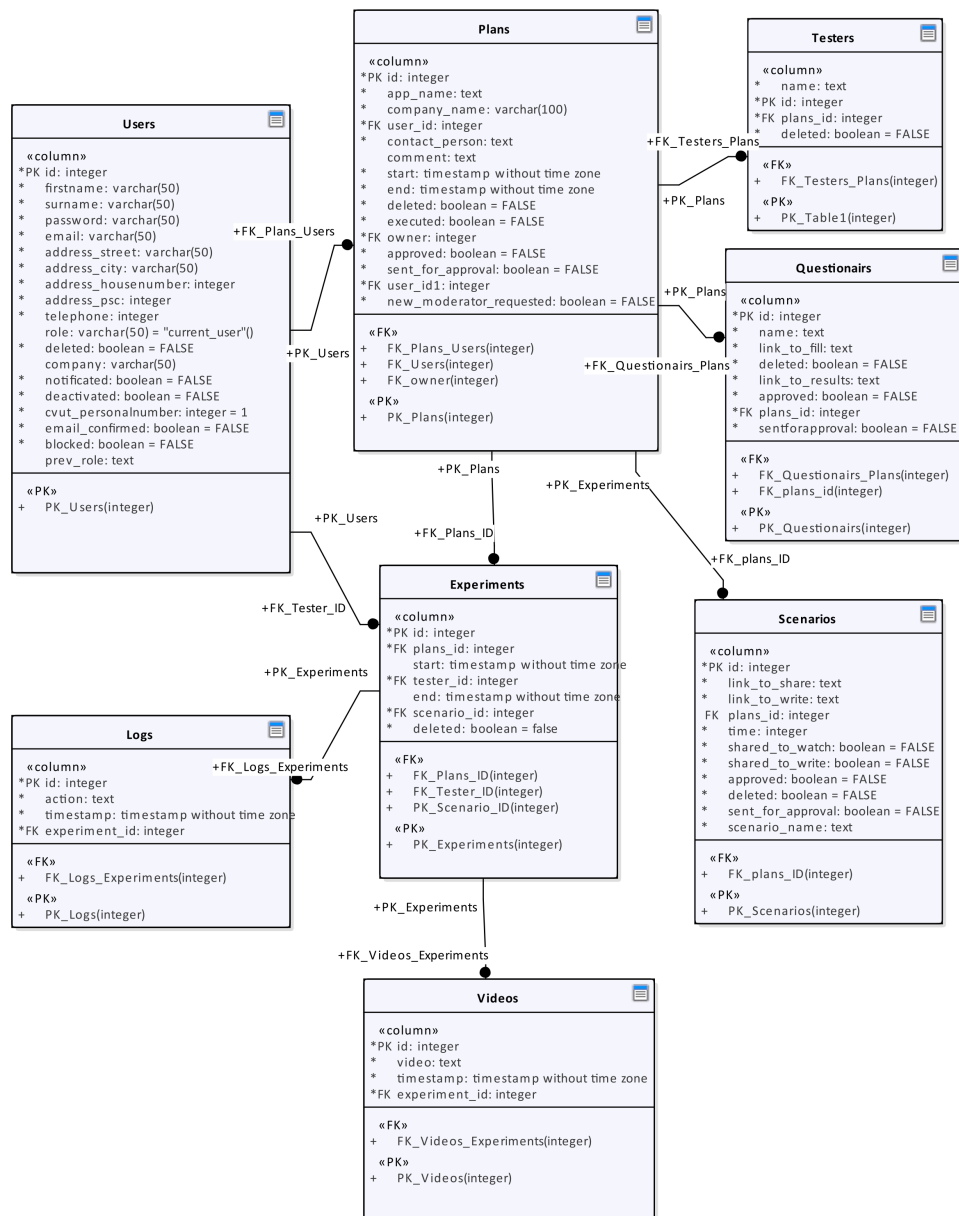 Plans
«column»
*PK id: integer
* app_name: text
* company_name: varchar(100)
*FK user_id: integer
* contact_person: text
comment: text
* start: timestamp without time zone
* end: timestamp without time zone
* deleted: boolean = FALSE
* executed: boolean = FALSE
*FK owner: integer
* approved: boolean = FALSE
* sent_for_approval: boolean = FALSE
*FK user_id1: integer
* new_moderator_requested: boolean = FALSE
«FK»
+ FK_Plans_Users(integer)
+ FK_Users(integer)
+ FK_owner(integer)
«PK»
+ PK_Plans(integer)
Testers
«column»
* name: text
*PK id: integer
*FK plans_id: integer
* deleted: boolean = FALSE
«FK»
+ FK_Testers_Plans(integer)
«PK»
+ PK_Table1(integer)
Users
«column»
*PK id: integer
* firstname: varchar(50)
* surname: varchar(50)
* password: varchar(50)
* email: varchar(50)
* address_street: varchar(50)
* address_city: varchar(50)
* address_housenumber: integer
* address_psc: integer
* telephone: integer
role: varchar(50) = "current_user"()
* deleted: boolean = FALSE
company: varchar(50)
* notificated: boolean = FALSE
* deactivated: boolean = FALSE
* cvut_personalnumber: integer = 1
* email_confirmed: boolean = FALSE
* blocked: boolean = FALSE
prev_role: text
«PK»
+ PK_Users(integer)
+FK_Testers_Plans
+PK_Plans
+FK_Plans_Users
+PK_Users
+PK_Plans
+FK_Questionairs_Plans
Questionairs
«column»
*PK id: integer
* name: text
* link_to_fill: text
* deleted: boolean = FALSE
* link_to_results: text
* approved: boolean = FALSE
*FK plans_id: integer
* sentforapproval: boolean = FALSE
«FK»
+ FK_Questionairs_Plans(integer)
+ FK_plans_id(integer)
«PK»
+ PK_Questionairs(integer)
+PK_Plans
+PK_Experiments
+PK_Users
+FK_Plans_ID
+FK_plans_ID
+FK_Tester_ID
Experiments
«column»
*PK id: integer
*FK plans_id: integer
start: timestamp without time zone
*FK tester_id: integer
end: timestamp without time zone
*FK scenario_id: integer
* deleted: boolean = false
«FK»
+ FK_Plans_ID(integer)
+ FK_Tester_ID(integer)
+ PK_Scenario_ID(integer)
«PK»
+ PK_Experiments(integer)
Scenarios
«column»
*PK id: integer
* link_to_share: text
* link_to_write: text
FK plans_id: integer
* time: integer
* shared_to_watch: boolean = FALSE
* shared_to_write: boolean = FALSE
* approved: boolean = FALSE
* deleted: boolean = FALSE
* sent_for_approval: boolean = FALSE
* scenario_name: text
«FK»
+ FK_plans_ID(integer)
«PK»
+ PK_Scenarios(integer)
+PK_Experiments
+FK_Logs_Experiments
Logs
«column»
*PK id: integer
* action: text
* timestamp: timestamp without time zone
*FK experiment_id: integer
«FK»
+ FK_Logs_Experiments(integer)
«PK»
+ PK_Logs(integer)
+PK_Experiments
+FK_Videos_Experiments
Videos
«column»
*PK id: integer
* video: text
* timestamp: timestamp without time zone
*FK experiment_id: integer
«FK»
+ FK_Videos_Experiments(integer)
«PK»
+ PK_Videos(integer)